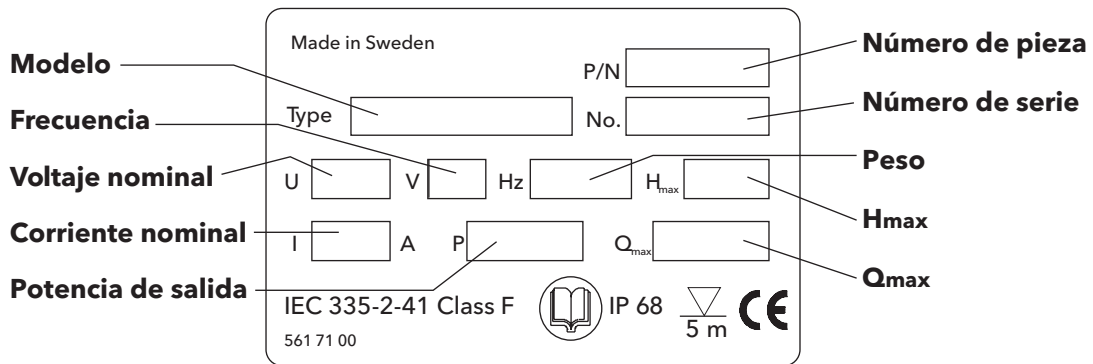 Made in Sweden
Número de pieza
Modelo
P/N
Número de serie
Type
No.
Frecuencia
Peso
Voltaje nominal
U V Hz Hmax
Hmax
Corriente nominal
I A P Qmax
Qmax
Potencia de salida
IEC 335-2-41 Class F IP 68
5 m CE
561 71 00